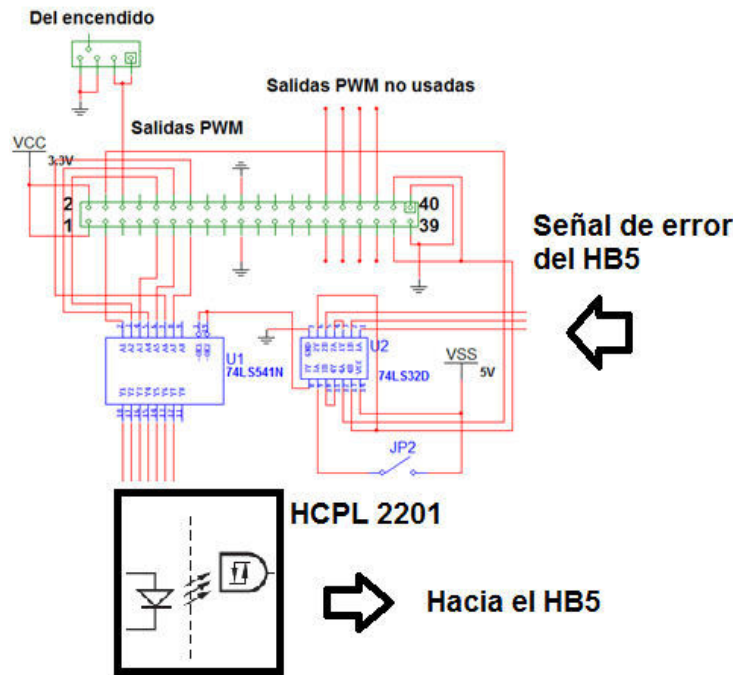 Del encendido
Salidas PWM no usadas
Salidas PWM
VCC
3.3V
2
40
1
39
Señal de error
del HB5
U1
74LS541N
U2
74LS32D
VSS
5V
JP2
HCPL 2201
Hacia el HB5